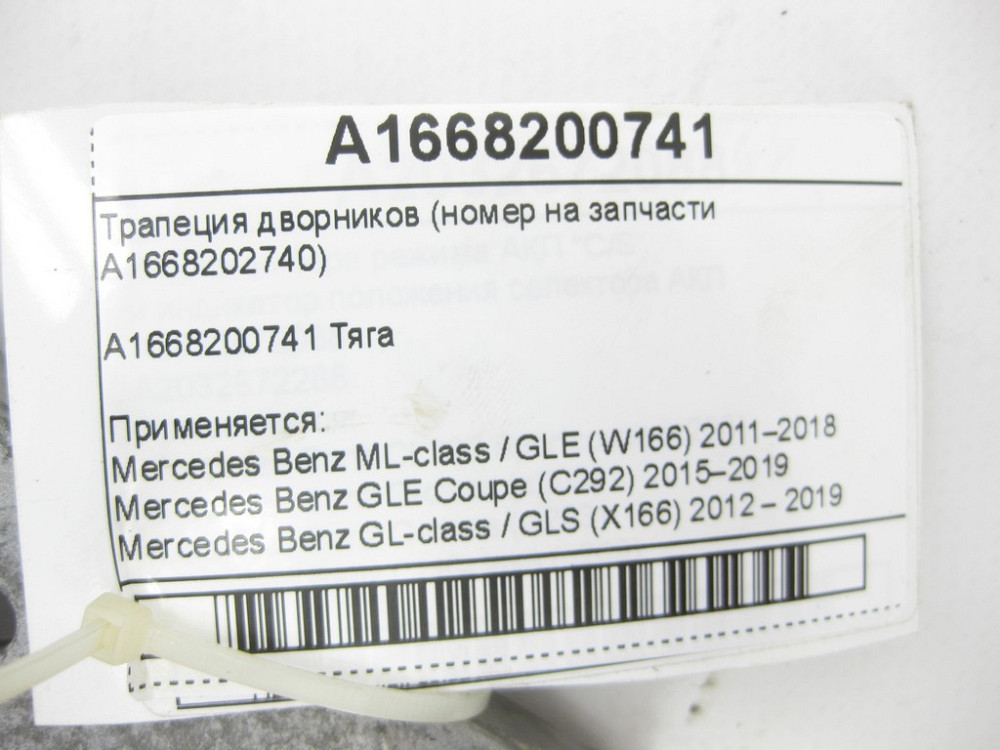 A1668200741
Трапеция дворников (номер на запчасти
A1668202740)
A1668200741 Тяга
Применяется:
Mercedes Benz ML-class / GLE (W166) 2011–2018
Mercedes Benz GLE Coupe (C292) 2015–2019
Mercedes Benz GL-class / GLS (X166) 2012 – 2019